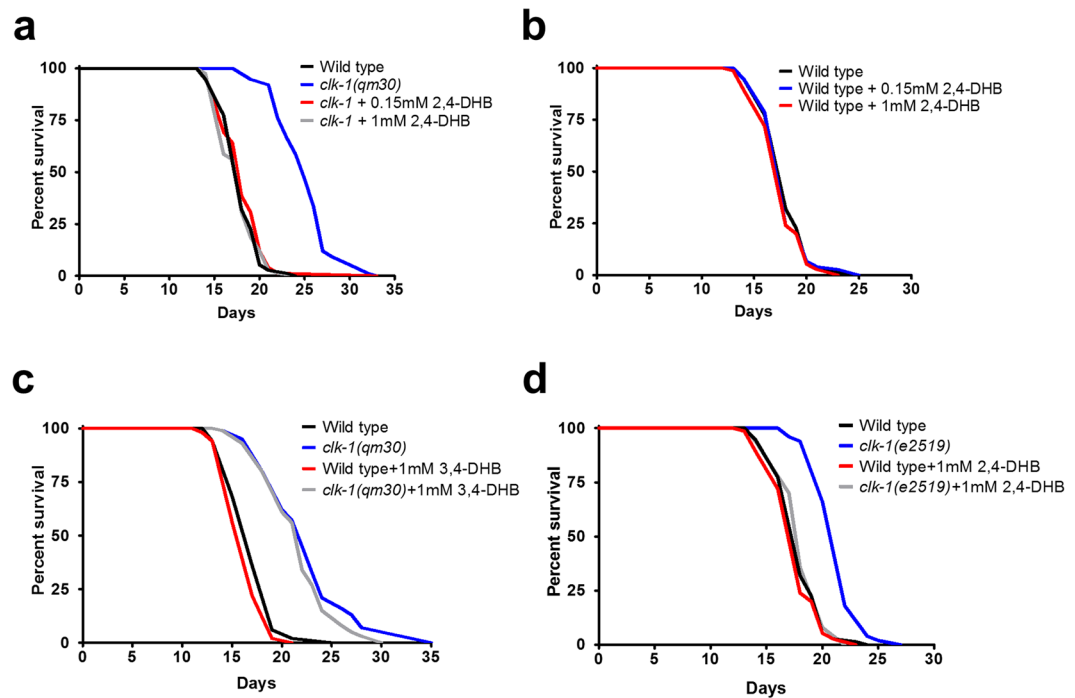 a
Percent survival
100
75
50
25
0
0 5 10 15 20 25 30 35
Days
Wild type
clk-1(qm30)
clk-1 + 0.15mM 2,4-DHB
clk-1 + 1mM 2,4-DHB
b
Percent survival
100
75
50
25
0
0 5 10 15 20 25 30
Days
Wild type
Wild type + 0.15mM 2,4-DHB
Wild type + 1mM 2,4-DHB
c
Percent survival
100
75
50
25
0
0 5 10 15 20 25 30 35
Days
Wild type
clk-1(qm30)
Wild type+1mM 3,4-DHB
clk-1(qm30)+1mM 3,4-DHB
d
Percent survival
100
75
50
25
0
0 5 10 15 20 25 30
Days
Wild type
clk-1(e2519)
Wild type+1mM 2,4-DHB
clk-1(e2519)+1mM 2,4-DHB